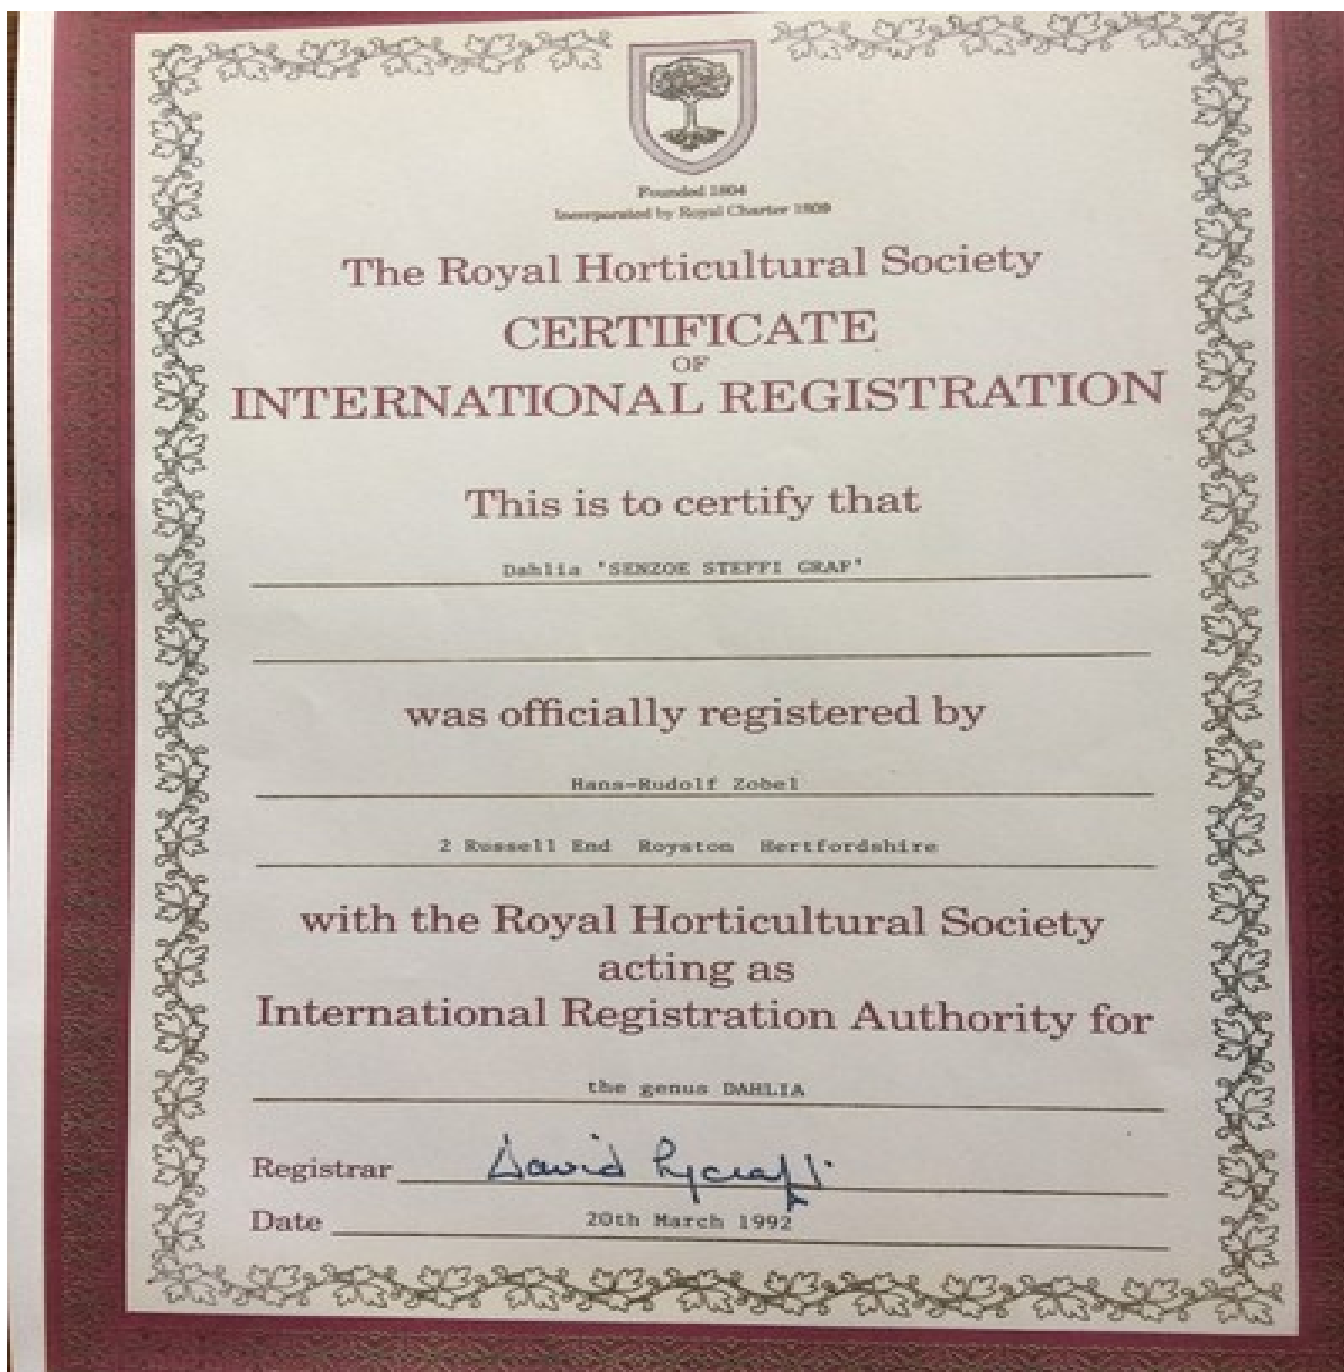 Founded 1804
Incorporated by Royal Charter 1809
The Royal Horticultural Society
CERTIFICATE
OF
INTERNATIONAL REGISTRATION
This is to certify that
Dahlia 'SENZOE STEFFI GRAF'
was officially registered by
Hans-Rudolf Zobel
2 Russell End Royston Hertfordshire
with the Royal Horticultural Society
acting as
International Registration Authority for
the genus DAHLIA
Registrar David Pycraft
Date 20th March 1992